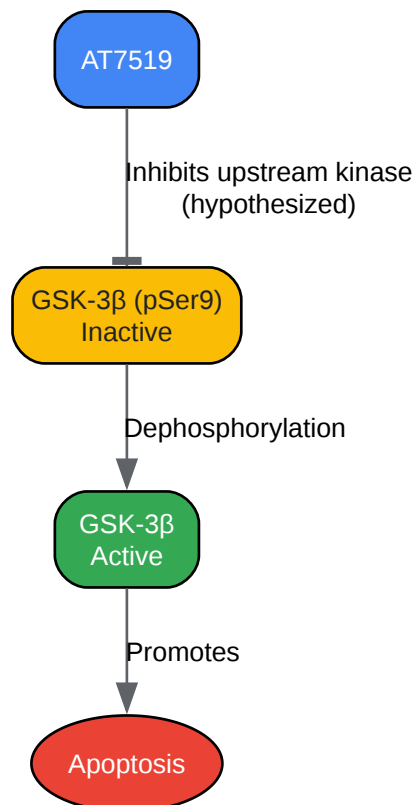 AT7519
Inhibits upstream kinase
(hypothesized)
GSK-3β (pSer9)
Inactive
Dephosphorylation
GSK-3β
Active
Promotes
Apoptosis